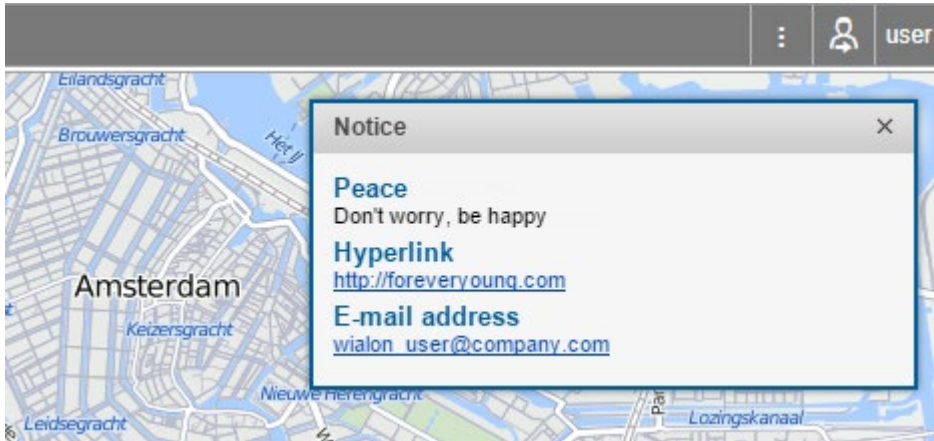 user
Eilandsgracht
Brouwersgracht
Het IJ
Notice
Peace
Don't worry, be happy
Hyperlink
http://foreveryoung.com
Amsterdam
E-mail address
Keizersgracht
wialon_user@company.com
Nieuwe Herengracht
Leidsegracht
Lozingskanaal